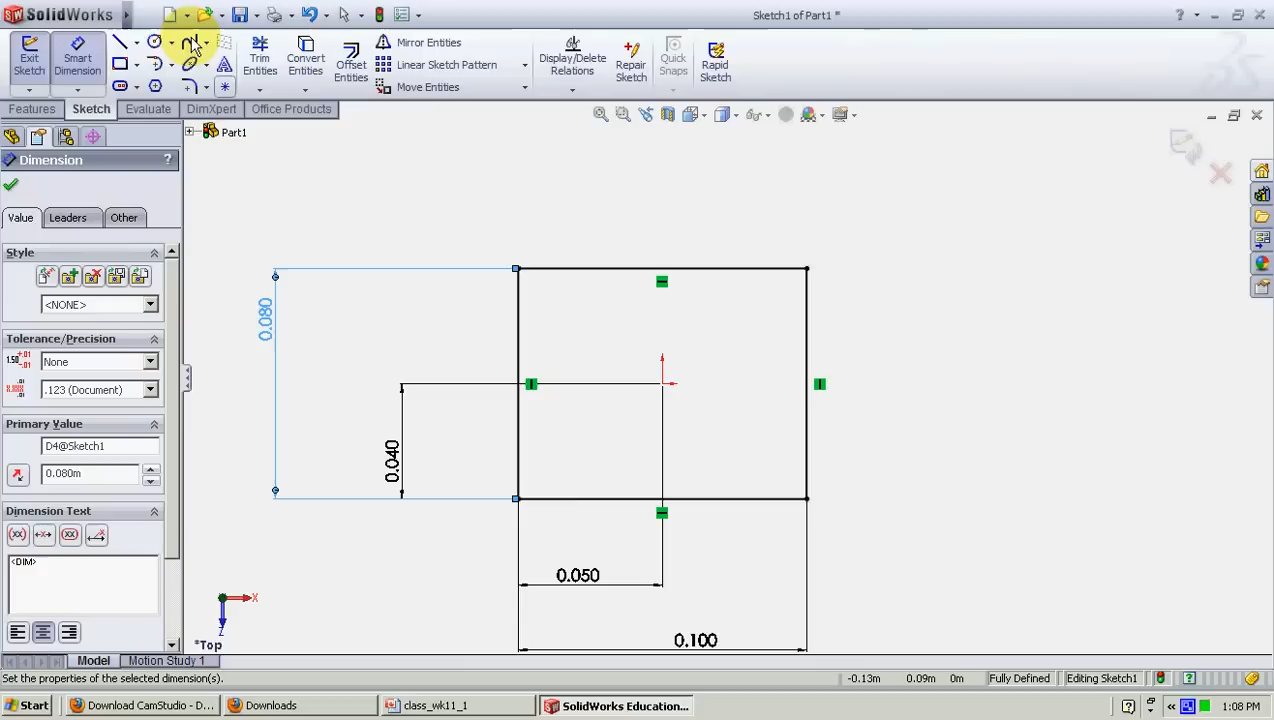 SolidWorks
Sketch1 of Part1 *
Exit Sketch
Smart Dimension
Trim Entities
Convert Entities
Offset Entities
Mirror Entities
Linear Sketch Pattern
Move Entities
Display/Delete Relations
Repair Sketch
Quick Snaps
Rapid Sketch
Features
Sketch
Evaluate
DimXpert
Office Products
Part1
Dimension
?
Value
Leaders
Other
Style
<NONE>
Tolerance/Precision
None
.123 (Document)
Primary Value
D4@Sketch1
0.080m
Dimension Text
<DIM>
0.080
0.040
0.050
0.100
X
Z
*Top
Model
Motion Study 1
Set the properties of the selected dimension(s).
-0.13m
0.09m
0m
Fully Defined
Editing Sketch1
Start
Download CamStudio - D...
Downloads
class_wk11_1
SolidWorks Education...
1:08 PM